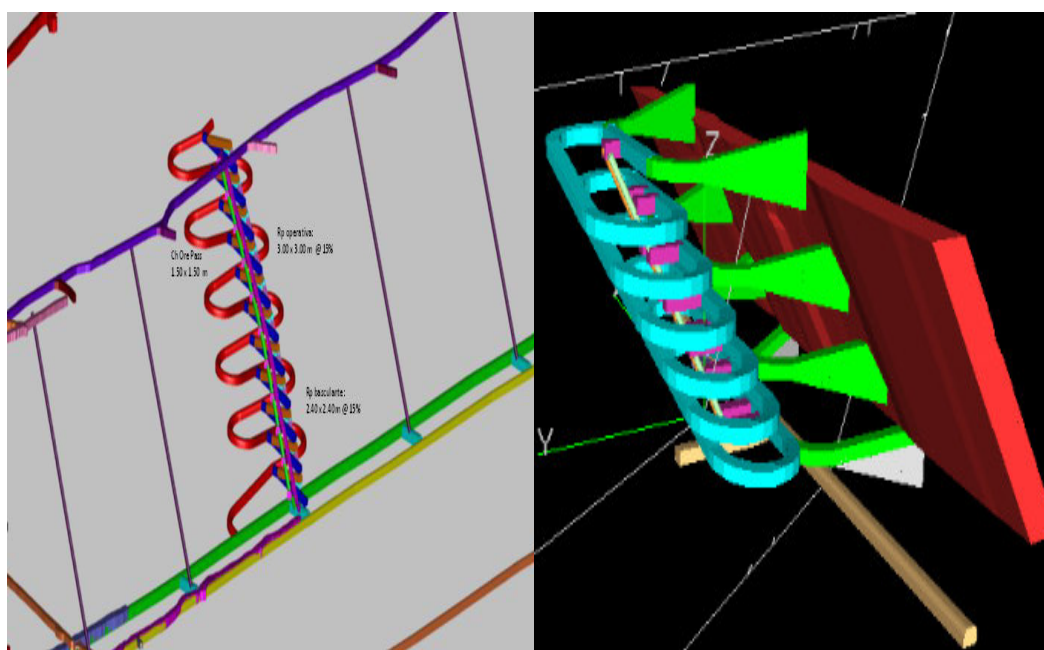 Rp operativa:
3.00 x 3.00 m @ 15%
Ch Ore Pass
1.50 x 1.50 m
Rp basculante:
2.40 x 2.40 m @ 15%
Z
Y